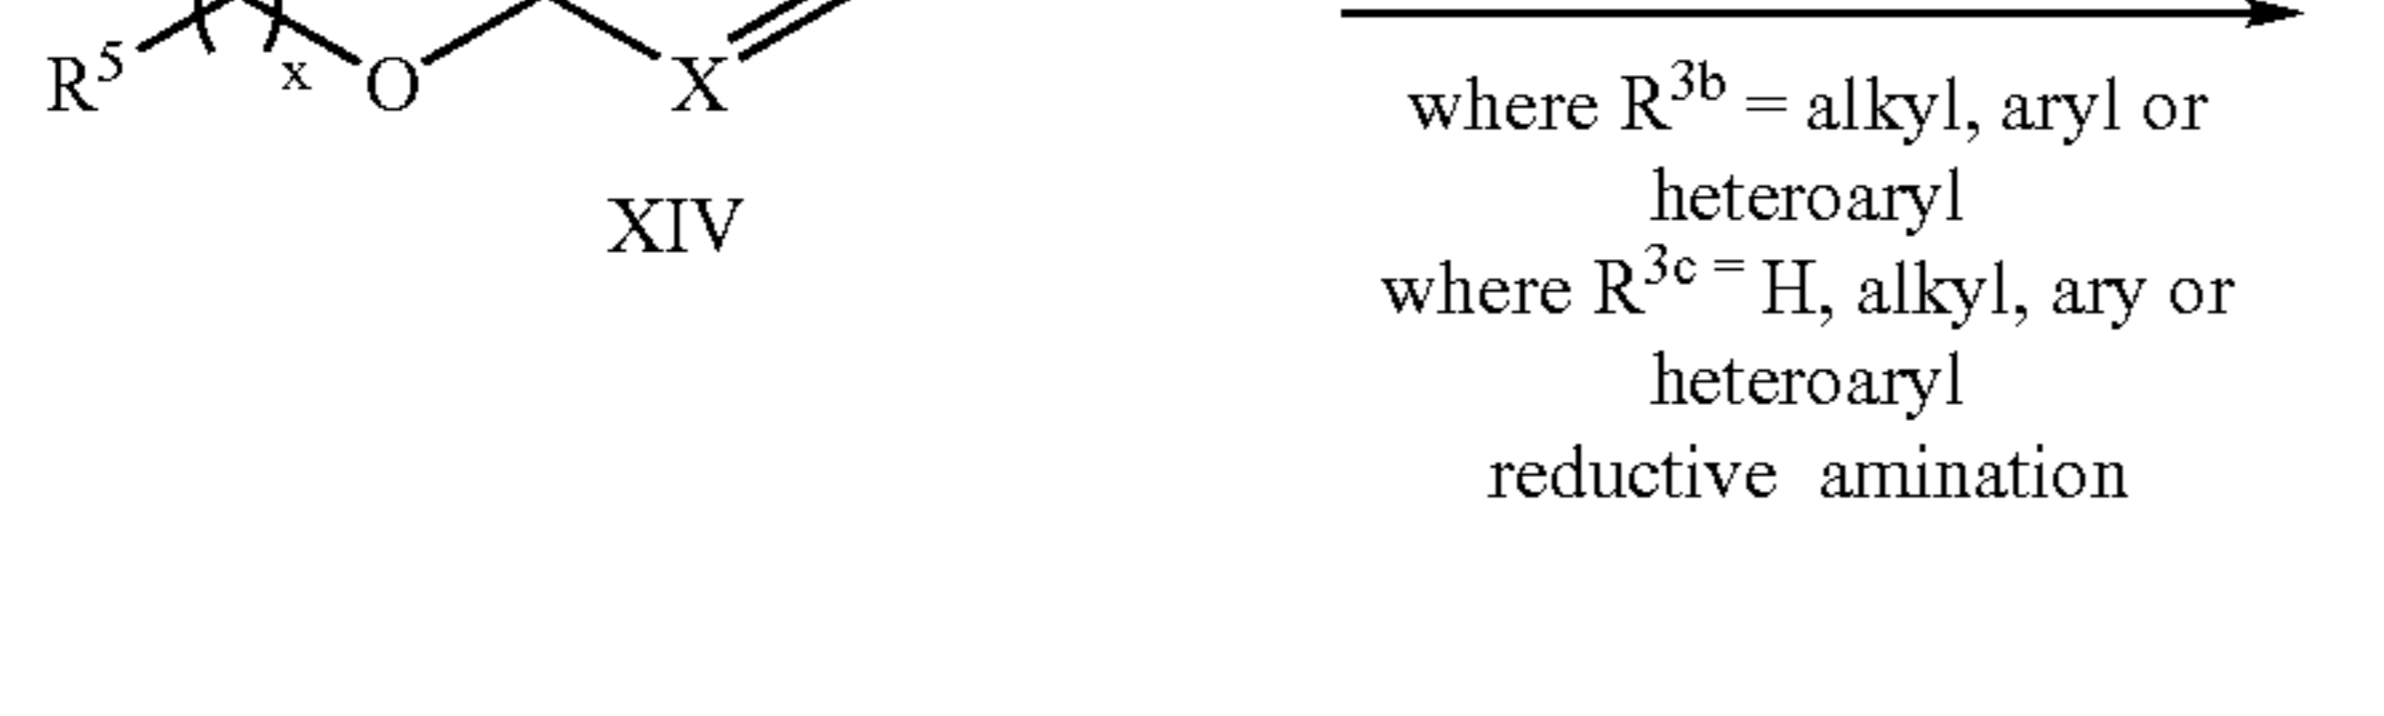 R⁵ x O X
XIV
where R³ᵇ = alkyl, aryl or
heteroaryl
where R³ᶜ ⁼ H, alkyl, ary or
heteroaryl
reductive amination